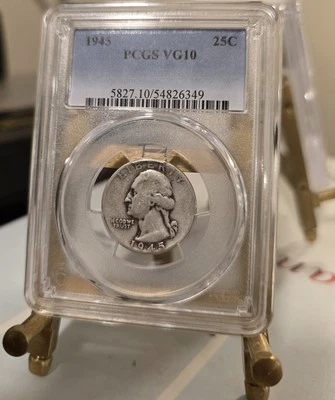 1945 25C
PCGS VG10
5827.10/54826349
LIBERTY
IN GOD WE
TRUST
1945